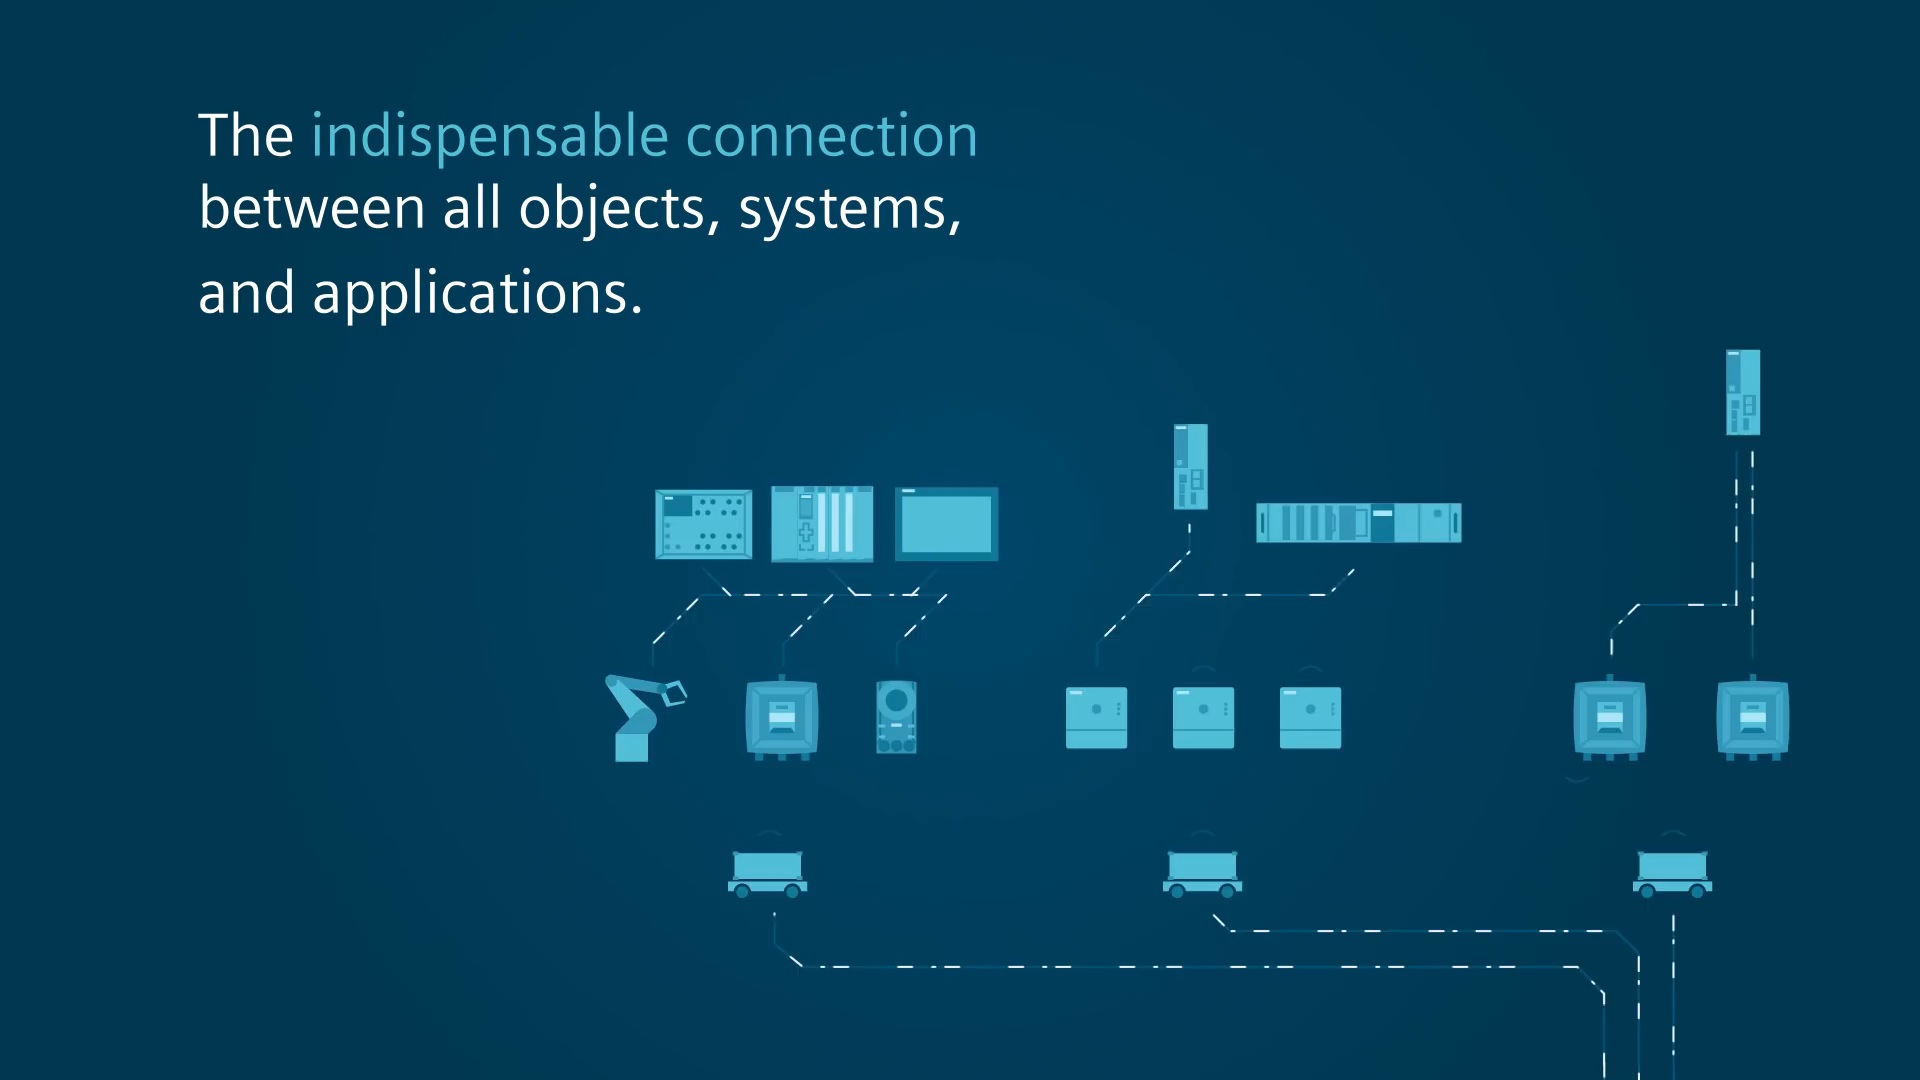 The indispensable connection
between all objects, systems,
and applications.